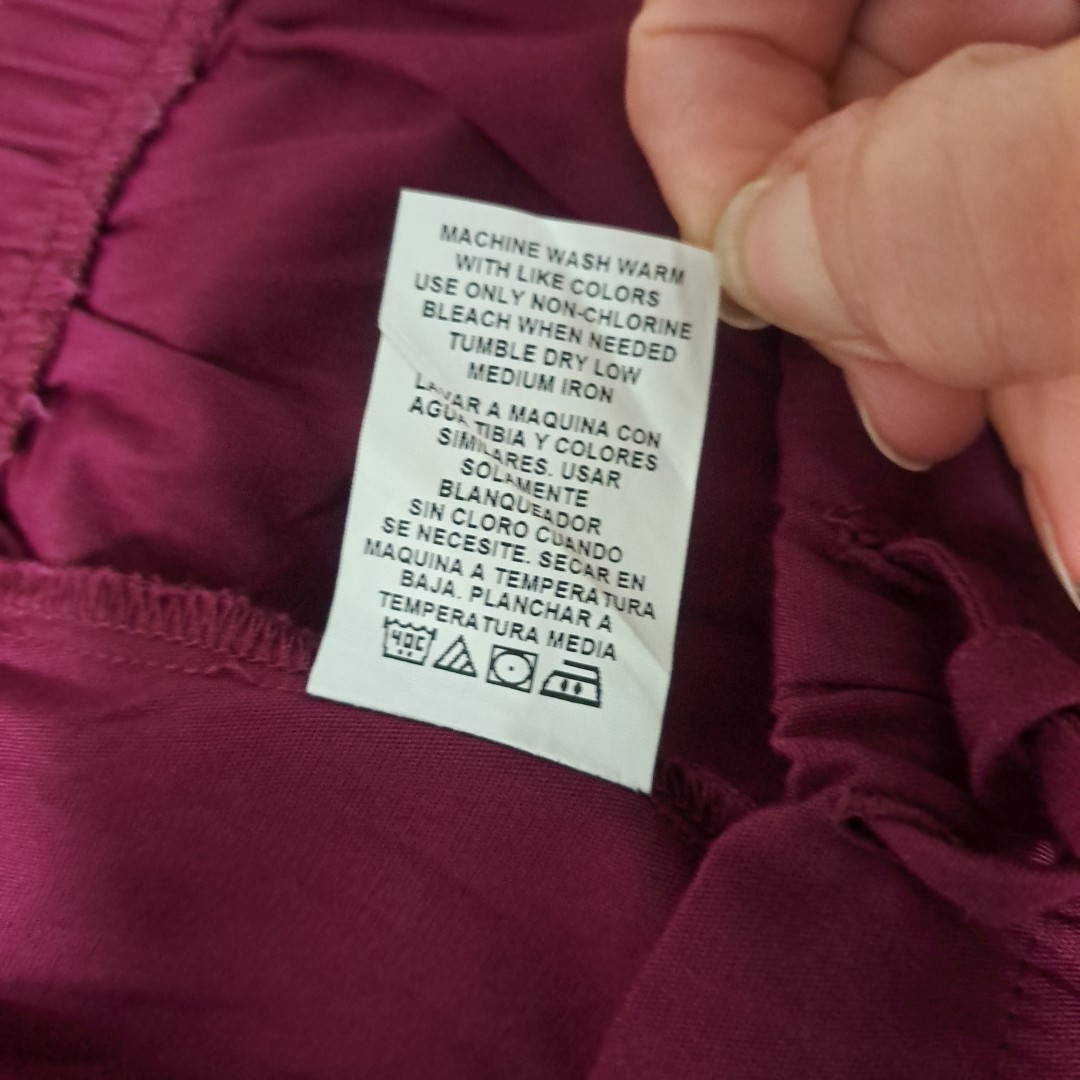 MACHINE WASH WARM
WITH LIKE COLORS
USE ONLY NON-CHLORINE
BLEACH WHEN NEEDED
TUMBLE DRY LOW
MEDIUM IRON
LAVAR A MAQUINA CON
AGUA TIBIA Y COLORES
SIMILARES. USAR
SOLAMENTE
BLANQUEADOR
SIN CLORO CUANDO
SE NECESITE. SECAR EN
MAQUINA A TEMPERATURA
BAJA. PLANCHAR A
TEMPERATURA MEDIA
40C